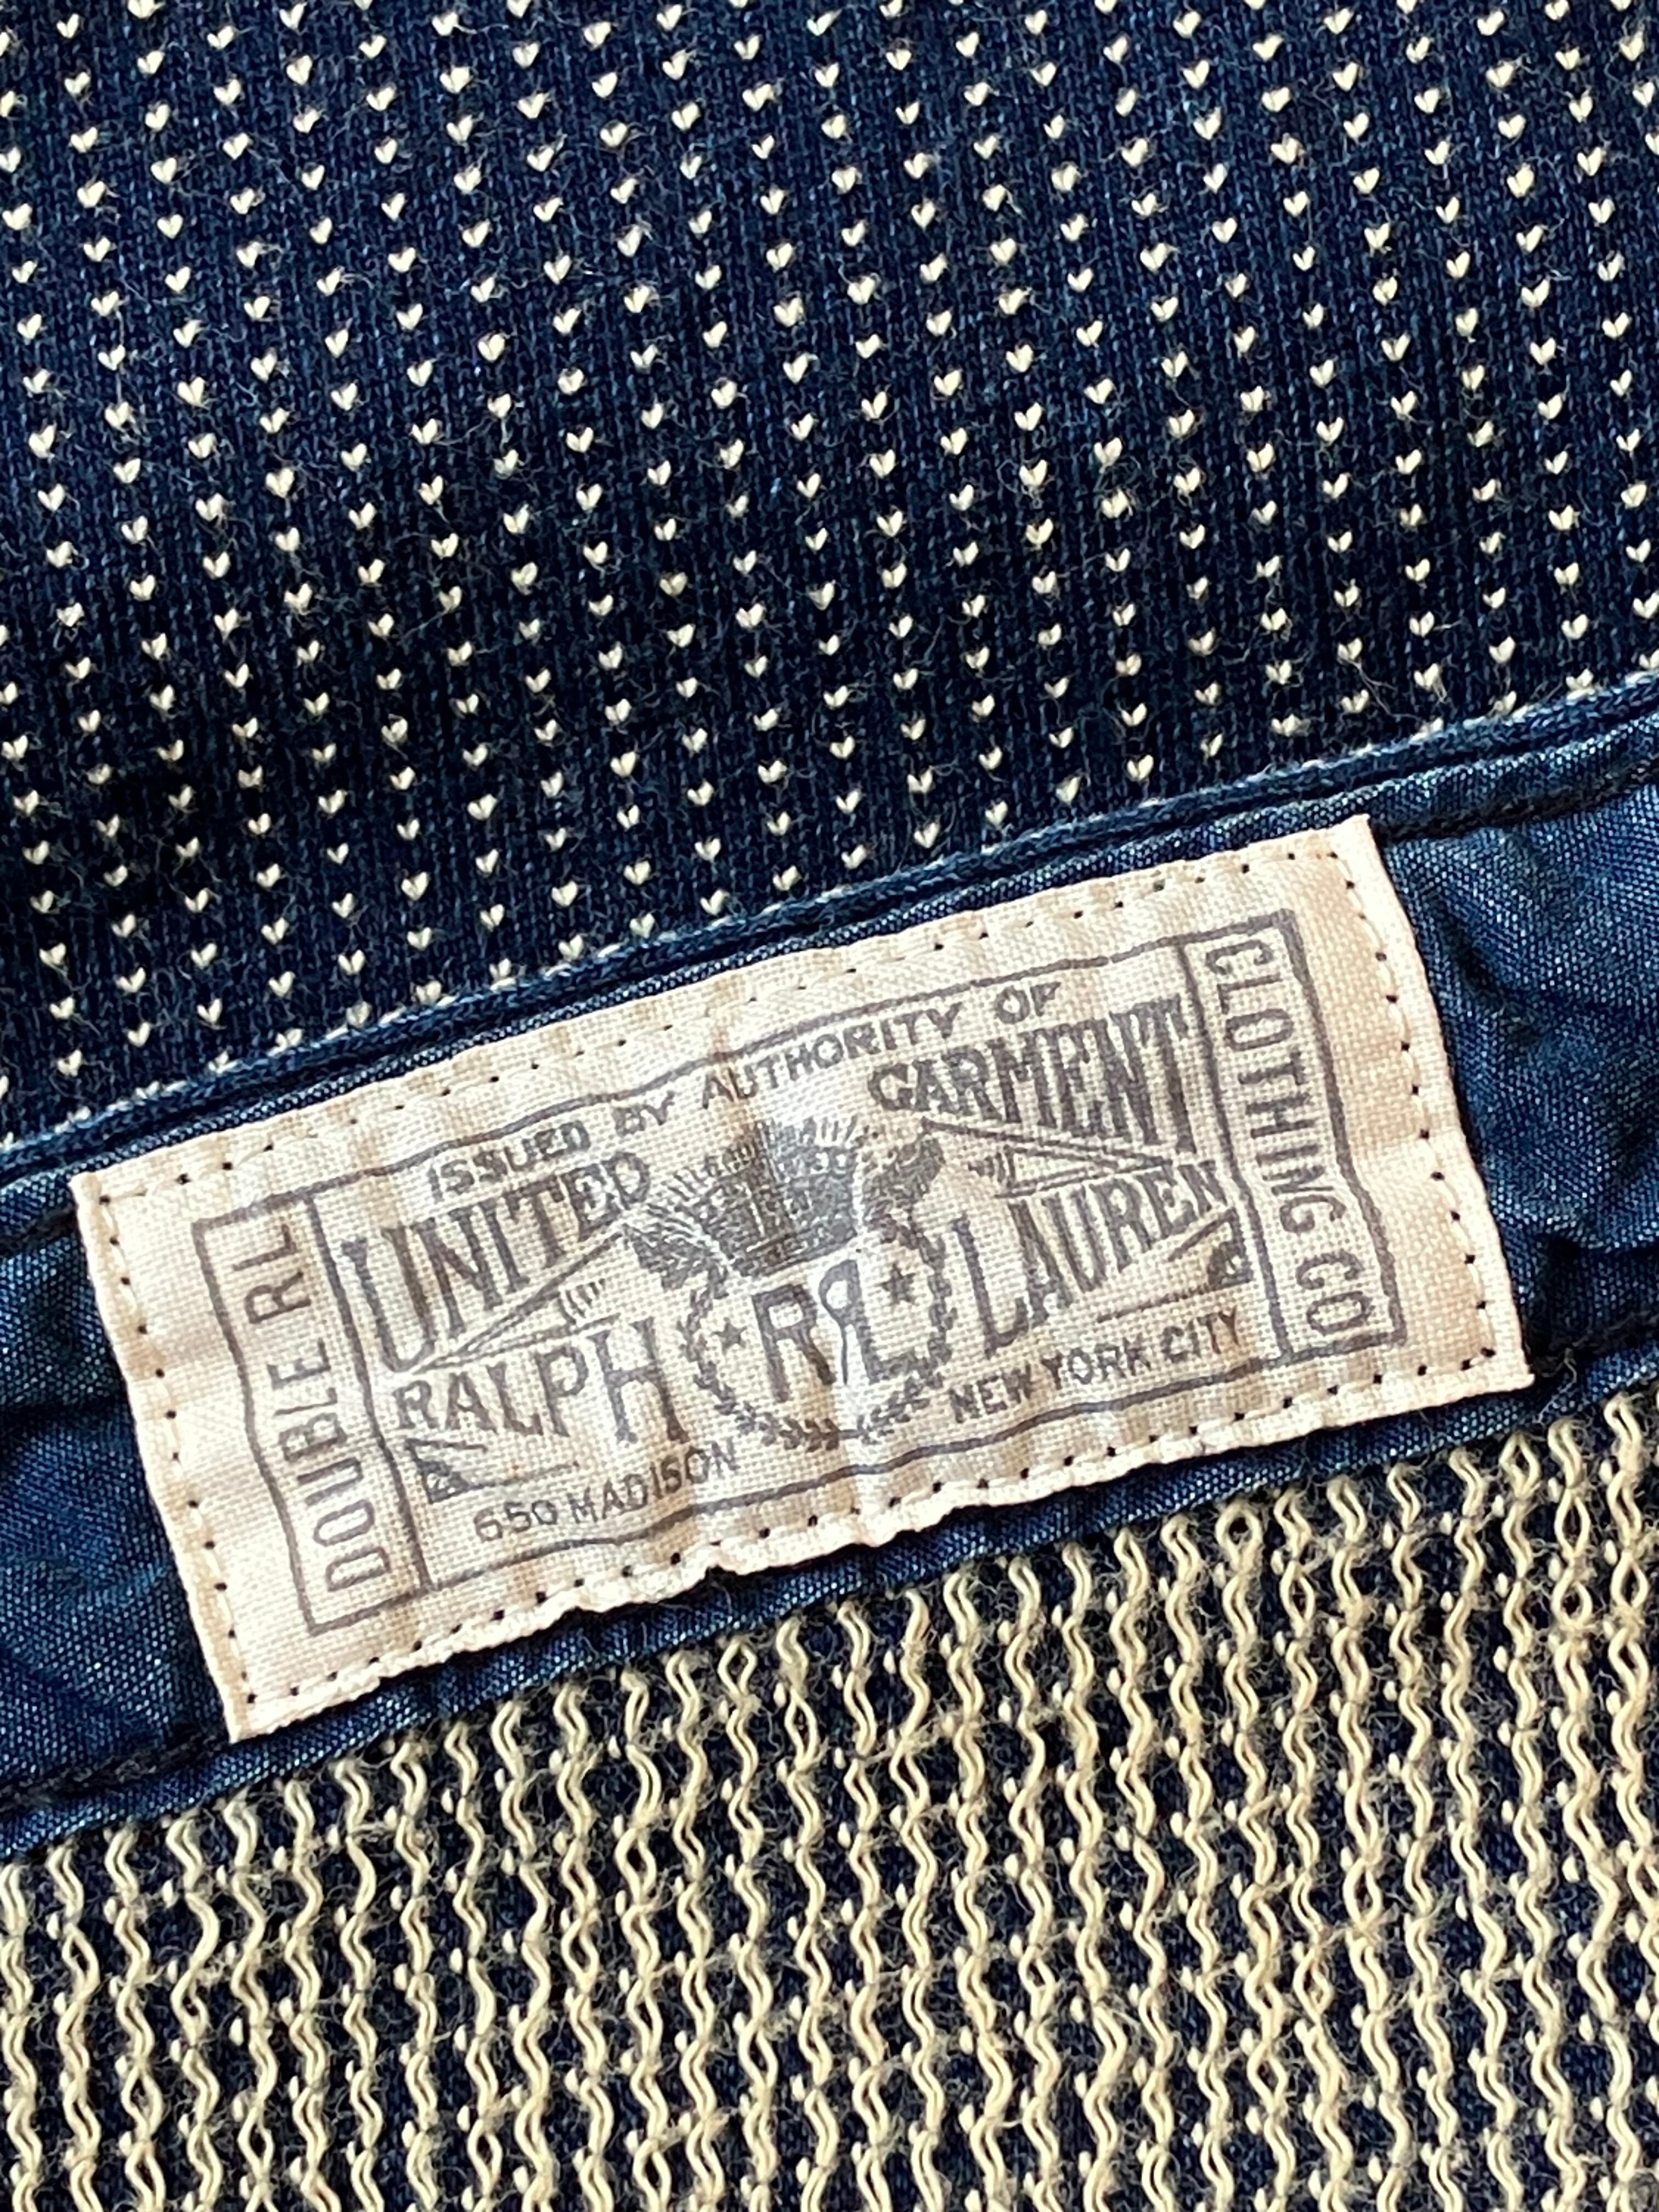 DOUBLE RL
ISSUED BY AUTHORITY OF
UNITED GARMENT
RALPH RRL LAUREN
650 MADISON NEW YORK CITY
CLOTHING CO